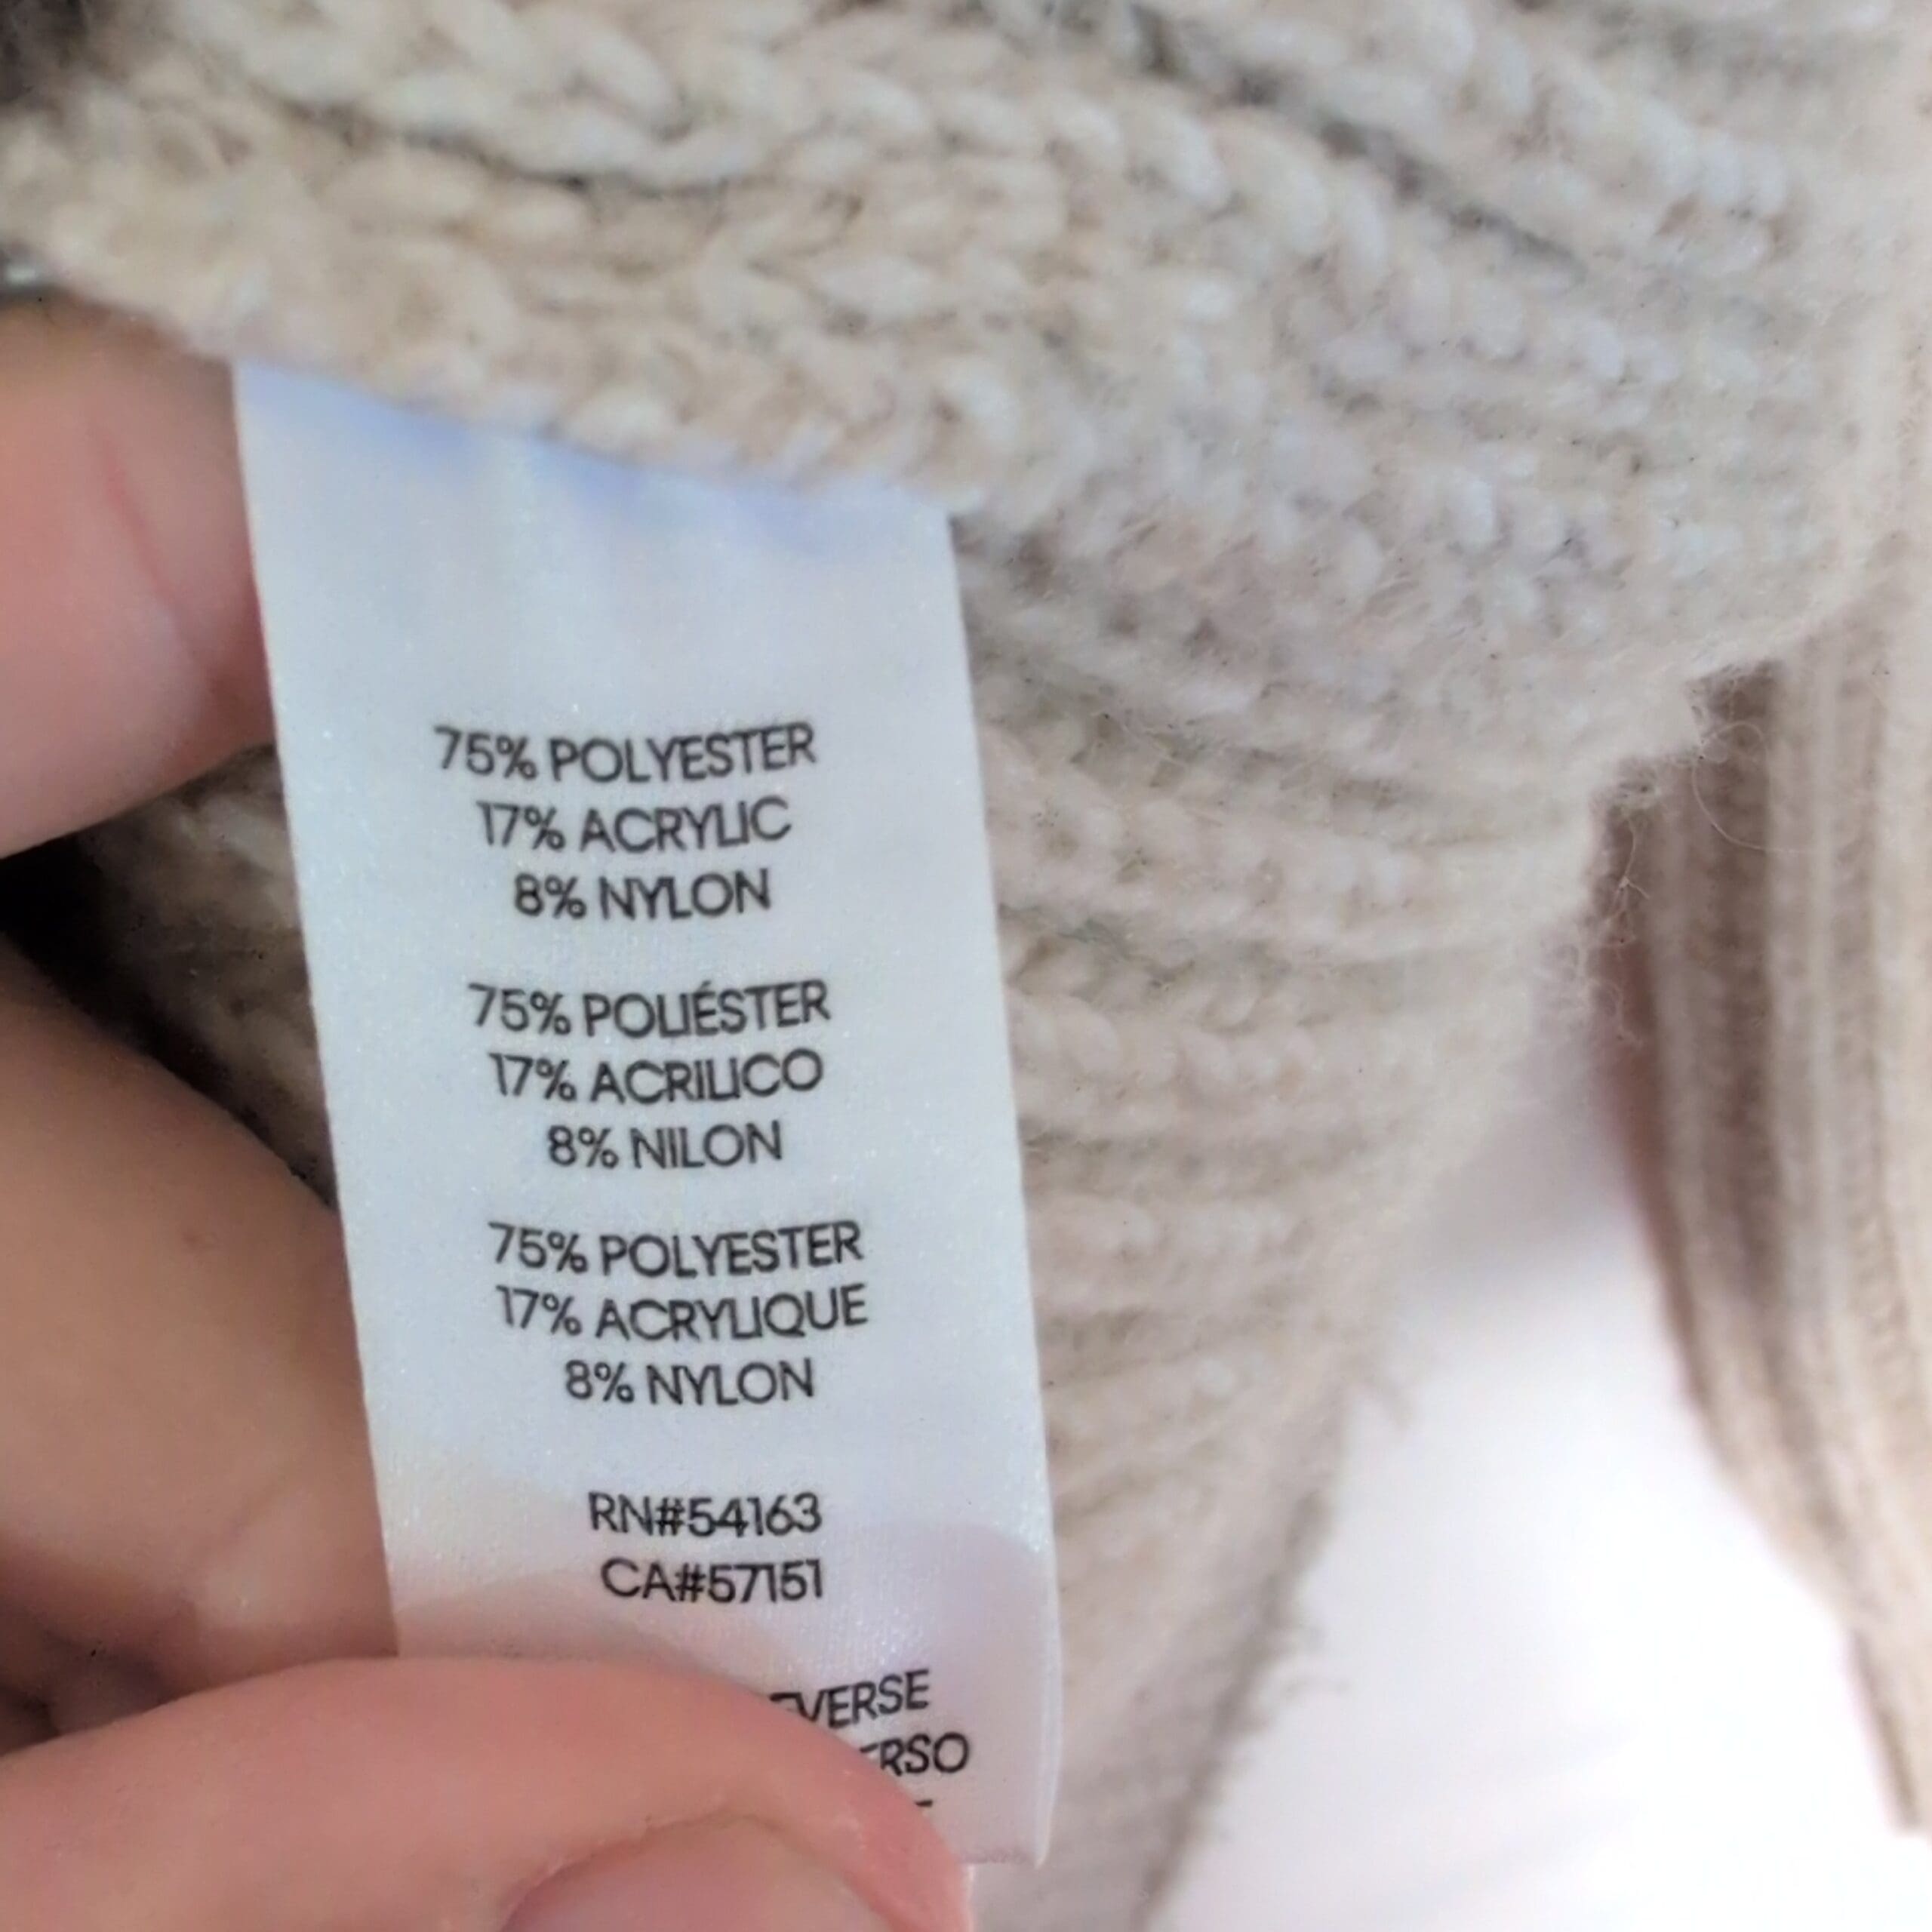 75% POLYESTER
17% ACRYLIC
8% NYLON
75% POLIÉSTER
17% ACRILICO
8% NILON
75% POLYESTER
17% ACRYLIQUE
8% NYLON
RN#54163
CA#57151